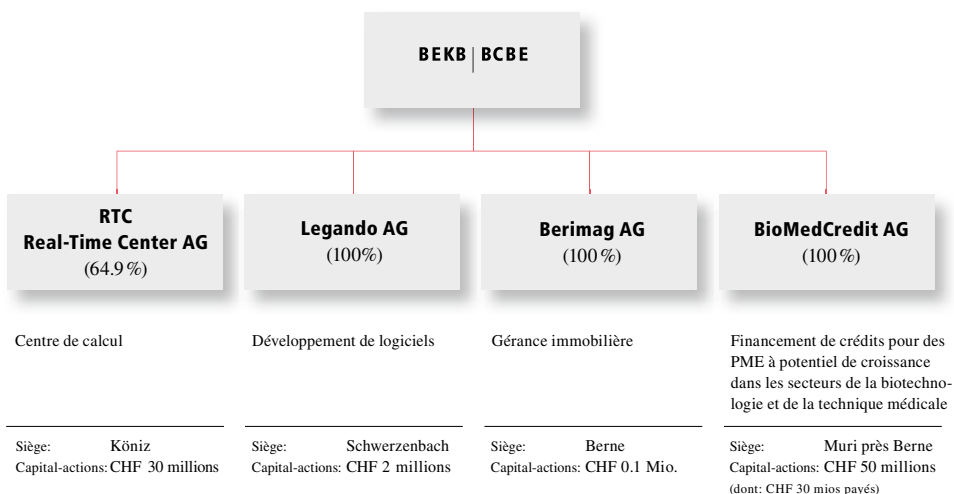 BEKB | BCBE
RTC
Real-Time Center AG
(64.9 %)
Legando AG
(100%)
Berimag AG
(100 %)
BioMedCredit AG
(100 %)
Centre de calcul
Développement de logiciels
Gérance immobilière
Financement de crédits pour des
PME à potentiel de croissance
dans les secteurs de la biotechno-
logie et de la technique médicale
Siège: Köniz
Capital-actions: CHF 30 millions
Siège: Schwerzenbach
Capital-actions: CHF 2 millions
Siège: Berne
Capital-actions: CHF 0.1 Mio.
Siège: Muri près Berne
Capital-actions: CHF 50 millions
(dont: CHF 30 mios payés)